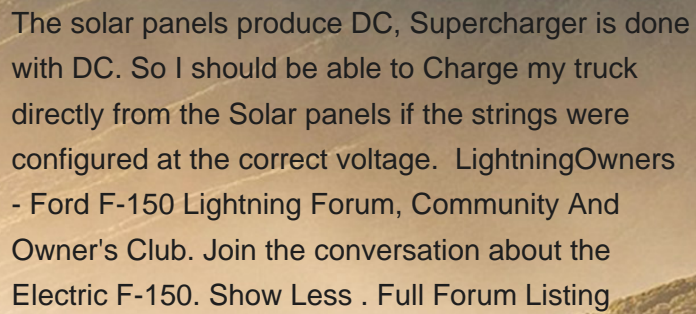 The solar panels produce DC, Supercharger is done
with DC. So I should be able to Charge my truck
directly from the Solar panels if the strings were
configured at the correct voltage.  LightningOwners
- Ford F-150 Lightning Forum, Community And
Owner's Club. Join the conversation about the
Electric F-150. Show Less . Full Forum Listing